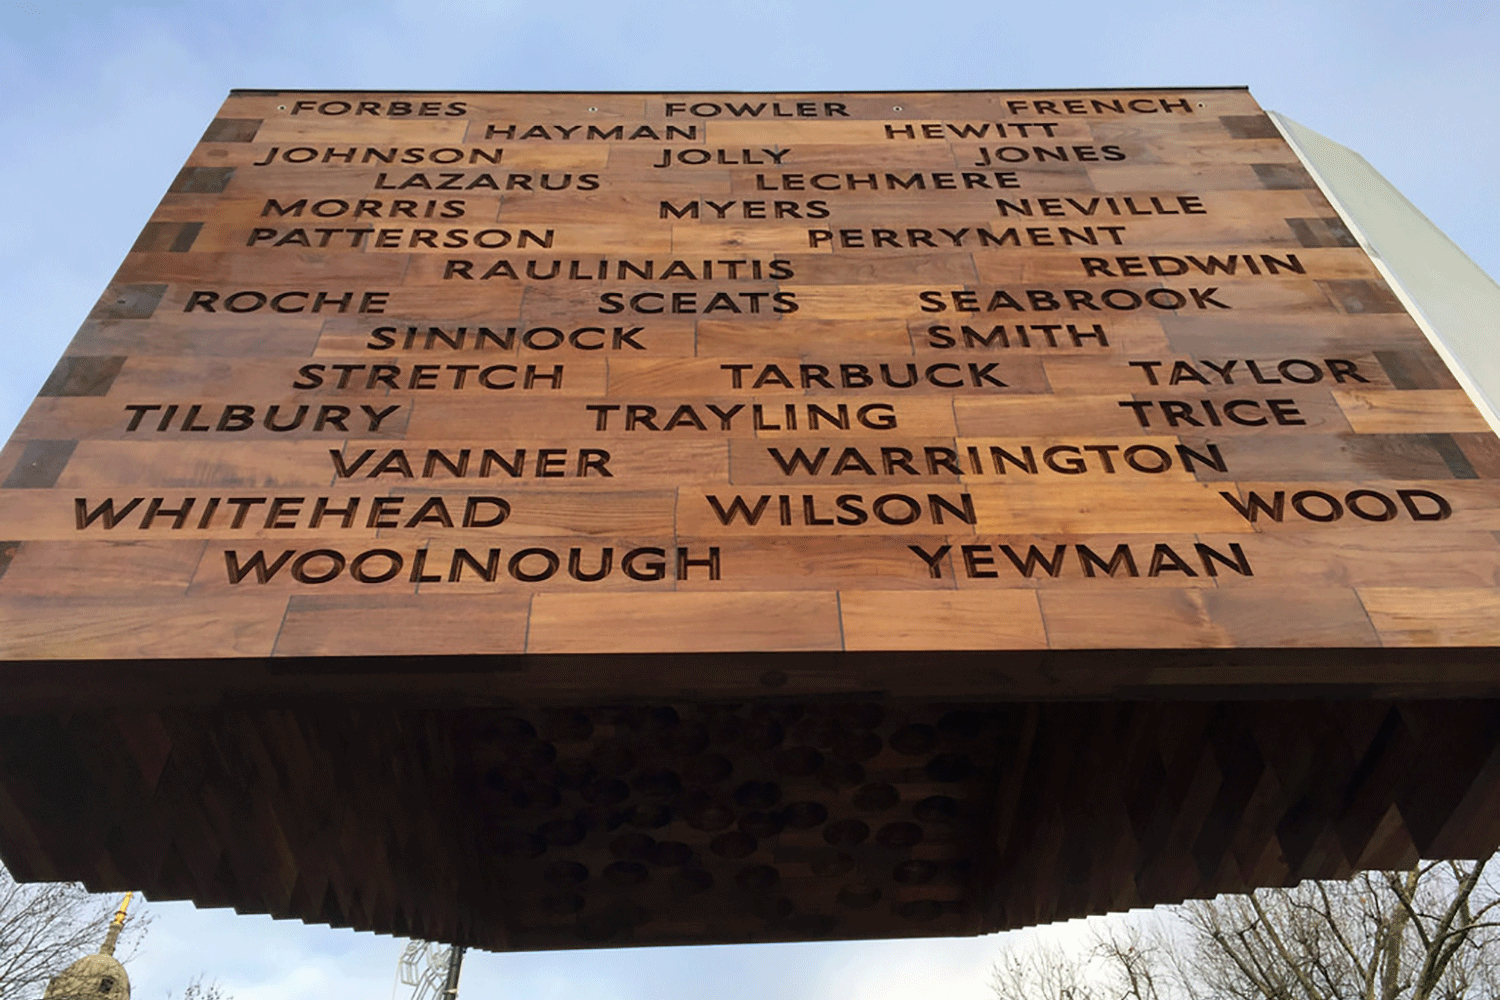 FORBES FOWLER FRENCH
HAYMAN HEWITT
JOHNSON JOLLY JONES
LAZARUS LECHMERE
MORRIS MYERS NEVILLE
PATTERSON PERRYMENT
RAULINAITIS REDWIN
ROCHE SCEATS SEABROOK
SINNOCK SMITH
STRETCH TARBUCK TAYLOR
TILBURY TRAYLING TRICE
VANNER WARRINGTON
WHITEHEAD WILSON WOOD
WOOLNOUGH YEWMAN